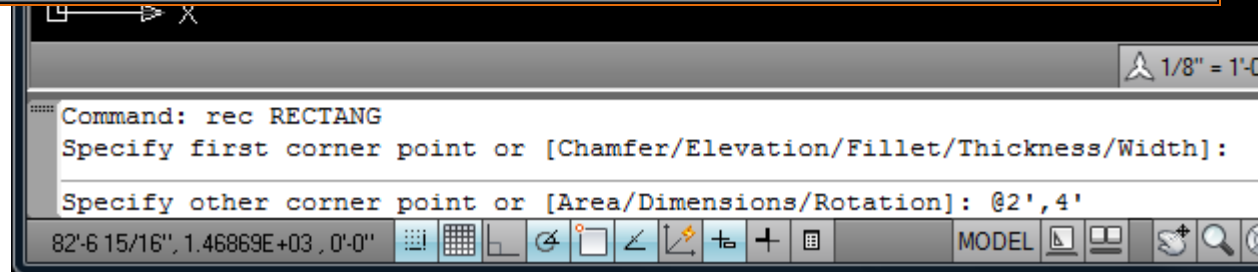 X
1/8" = 1'-0
Command: rec RECTANG
Specify first corner point or [Chamfer/Elevation/Fillet/Thickness/Width]:
Specify other corner point or [Area/Dimensions/Rotation]: @2',4'
82'-6 15/16", 1.46869E+03 , 0'-0" MODEL